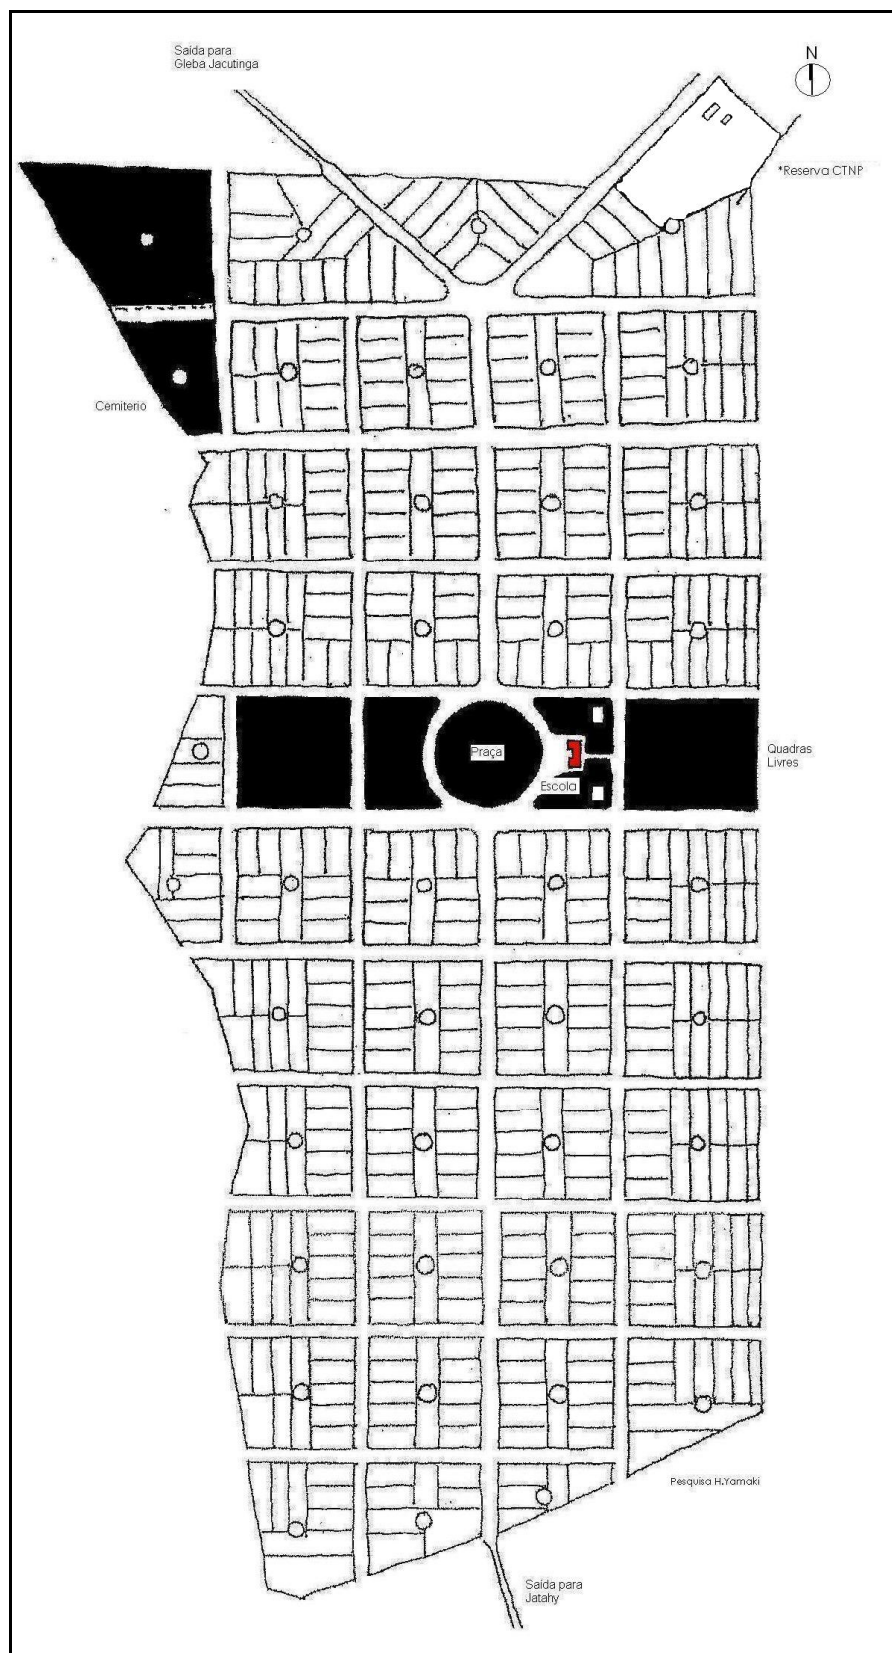 Saída para
Gleba Jacutinga
N
*Reserva CTNP
Cemiterio
Praça
Escola
Quadras
Livres
Pesquisa H.Yamaki
Saída para
Jatahy